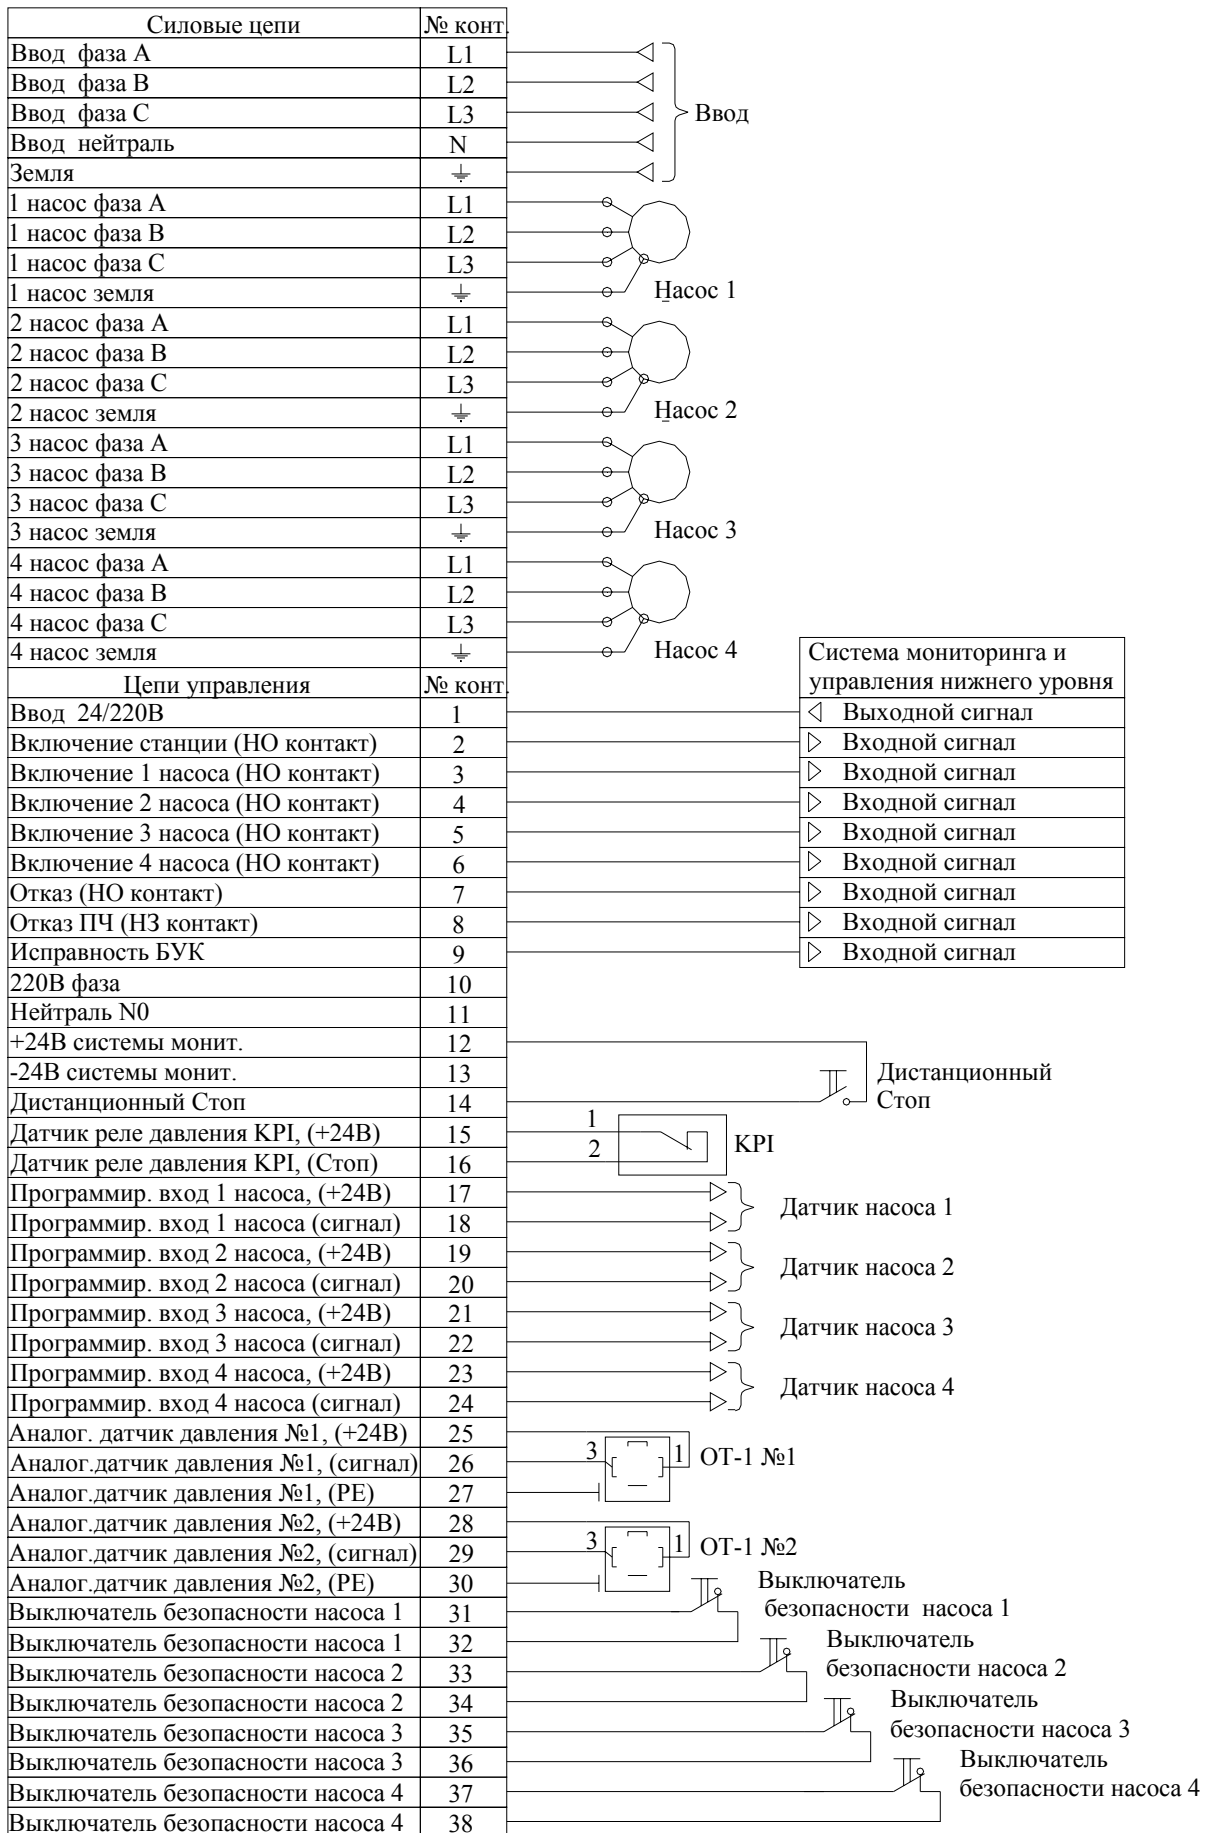 Силовые цепи № конт.
Ввод фаза А L1
Ввод фаза В L2
Ввод фаза С L3
Ввод
Ввод нейтраль N
Земля
1 насос фаза А L1
1 насос фаза В L2
1 насос фаза С L3
1 насос земля
Насос 1
2 насос фаза А L1
2 насос фаза В L2
2 насос фаза С L3
2 насос земля
Насос 2
3 насос фаза А L1
3 насос фаза В L2
3 насос фаза С L3
3 насос земля
Насос 3
4 насос фаза А L1
4 насос фаза В L2
4 насос фаза С L3
4 насос земля
Насос 4
Система мониторинга и
управления нижнего уровня
Цепи управления № конт.
Ввод 24/220В 1 Выходной сигнал
Включение станции (НО контакт) 2 Входной сигнал
Включение 1 насоса (НО контакт) 3 Входной сигнал
Включение 2 насоса (НО контакт) 4 Входной сигнал
Включение 3 насоса (НО контакт) 5 Входной сигнал
Включение 4 насоса (НО контакт) 6 Входной сигнал
Отказ (НО контакт) 7 Входной сигнал
Отказ ПЧ (НЗ контакт) 8 Входной сигнал
Исправность БУК 9 Входной сигнал
220В фаза 10
Нейтраль N0 11
+24В системы монит. 12
-24В системы монит. 13
Дистанционный Стоп 14
Дистанционный
Стоп
Датчик реле давления KPI, (+24В) 15 1
Датчик реле давления KPI, (Стоп) 16 2
KPI
Программир. вход 1 насоса, (+24В) 17
Программир. вход 1 насоса (сигнал) 18
Датчик насоса 1
Программир. вход 2 насоса, (+24В) 19
Программир. вход 2 насоса (сигнал) 20
Датчик насоса 2
Программир. вход 3 насоса, (+24В) 21
Программир. вход 3 насоса (сигнал) 22
Датчик насоса 3
Программир. вход 4 насоса, (+24В) 23
Программир. вход 4 насоса (сигнал) 24
Датчик насоса 4
Аналог. датчик давления №1, (+24В) 25
Аналог.датчик давления №1, (сигнал) 26
3 1 ОТ-1 №1
Аналог.датчик давления №1, (РЕ) 27
Аналог.датчик давления №2, (+24В) 28
Аналог.датчик давления №2, (сигнал) 29
3 1 ОТ-1 №2
Аналог.датчик давления №2, (РЕ) 30
Выключатель безопасности насоса 1 31
Выключатель
безопасности насоса 1
Выключатель безопасности насоса 1 32
Выключатель безопасности насоса 2 33
Выключатель
безопасности насоса 2
Выключатель безопасности насоса 2 34
Выключатель безопасности насоса 3 35
Выключатель
безопасности насоса 3
Выключатель безопасности насоса 3 36
Выключатель безопасности насоса 4 37
Выключатель
безопасности насоса 4
Выключатель безопасности насоса 4 38